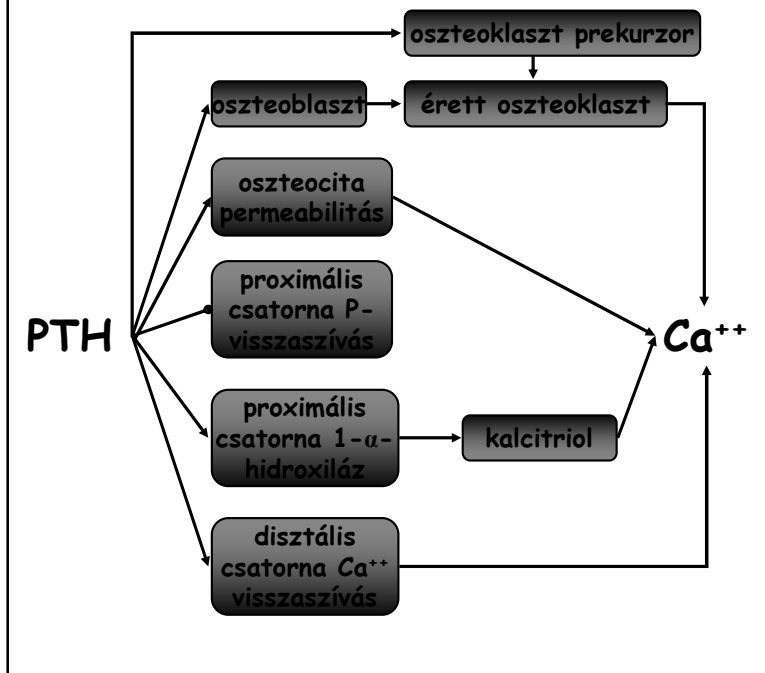 oszteoklaszt prekurzor
oszteoblaszt
érett oszteoklaszt
oszteocita
permeabilitás
proximális
csatorna P-
visszaszívás
PTH
Ca⁺⁺
proximális
csatorna 1-α-
hidroxiláz
kalcitriol
disztális
csatorna Ca⁺⁺
visszaszívás